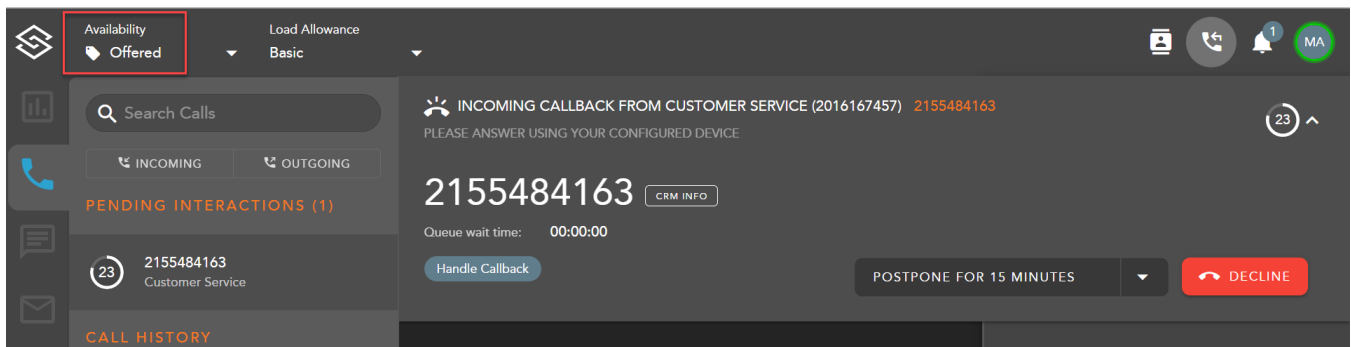 Availability
Offered
Load Allowance
Basic
1
MA
Search Calls
INCOMING
OUTGOING
PENDING INTERACTIONS (1)
23
2155484163
Customer Service
CALL HISTORY
INCOMING CALLBACK FROM CUSTOMER SERVICE (2016167457) 2155484163
PLEASE ANSWER USING YOUR CONFIGURED DEVICE
23
2155484163 CRM INFO
Queue wait time: 00:00:00
Handle Callback
POSTPONE FOR 15 MINUTES
DECLINE